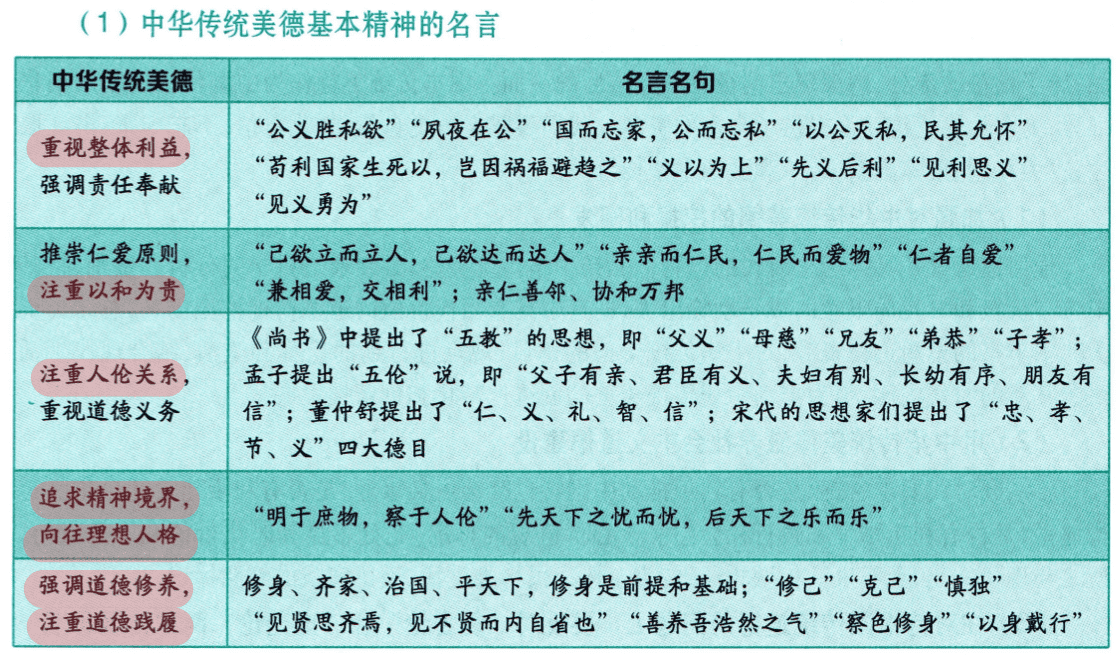 （1）中华传统美德基本精神的名言
中华传统美德
名言名句
重视整体利益，
强调责任奉献
“公义胜私欲”“夙夜在公”“国而忘家，公而忘私”“以公灭私，民其允怀”
“苟利国家生死以，岂因祸福避趋之”“义以为上”“先义后利”“见利思义”
“见义勇为”
推崇仁爱原则，
注重以和为贵
“己欲立而立人，己欲达而达人”“亲亲而仁民，仁民而爱物”“仁者自爱”
“兼相爱，交相利”；亲仁善邻、协和万邦
注重人伦关系，
重视道德义务
《尚书》中提出了“五教”的思想，即“父义”“母慈”“兄友”“弟恭”“子孝”；
孟子提出“五伦”说，即“父子有亲、君臣有义、夫妇有别、长幼有序、朋友有
信”；董仲舒提出了“仁、义、礼、智、信”；宋代的思想家们提出了“忠、孝、
节、义”四大德目
追求精神境界，
向往理想人格
“明于庶物，察于人伦”“先天下之忧而忧，后天下之乐而乐”
强调道德修养，
注重道德践履
修身、齐家、治国、平天下，修身是前提和基础；“修己”“克己”“慎独”
“见贤思齐焉，见不贤而内自省也”“善养吾浩然之气”“察色修身”“以身戴行”